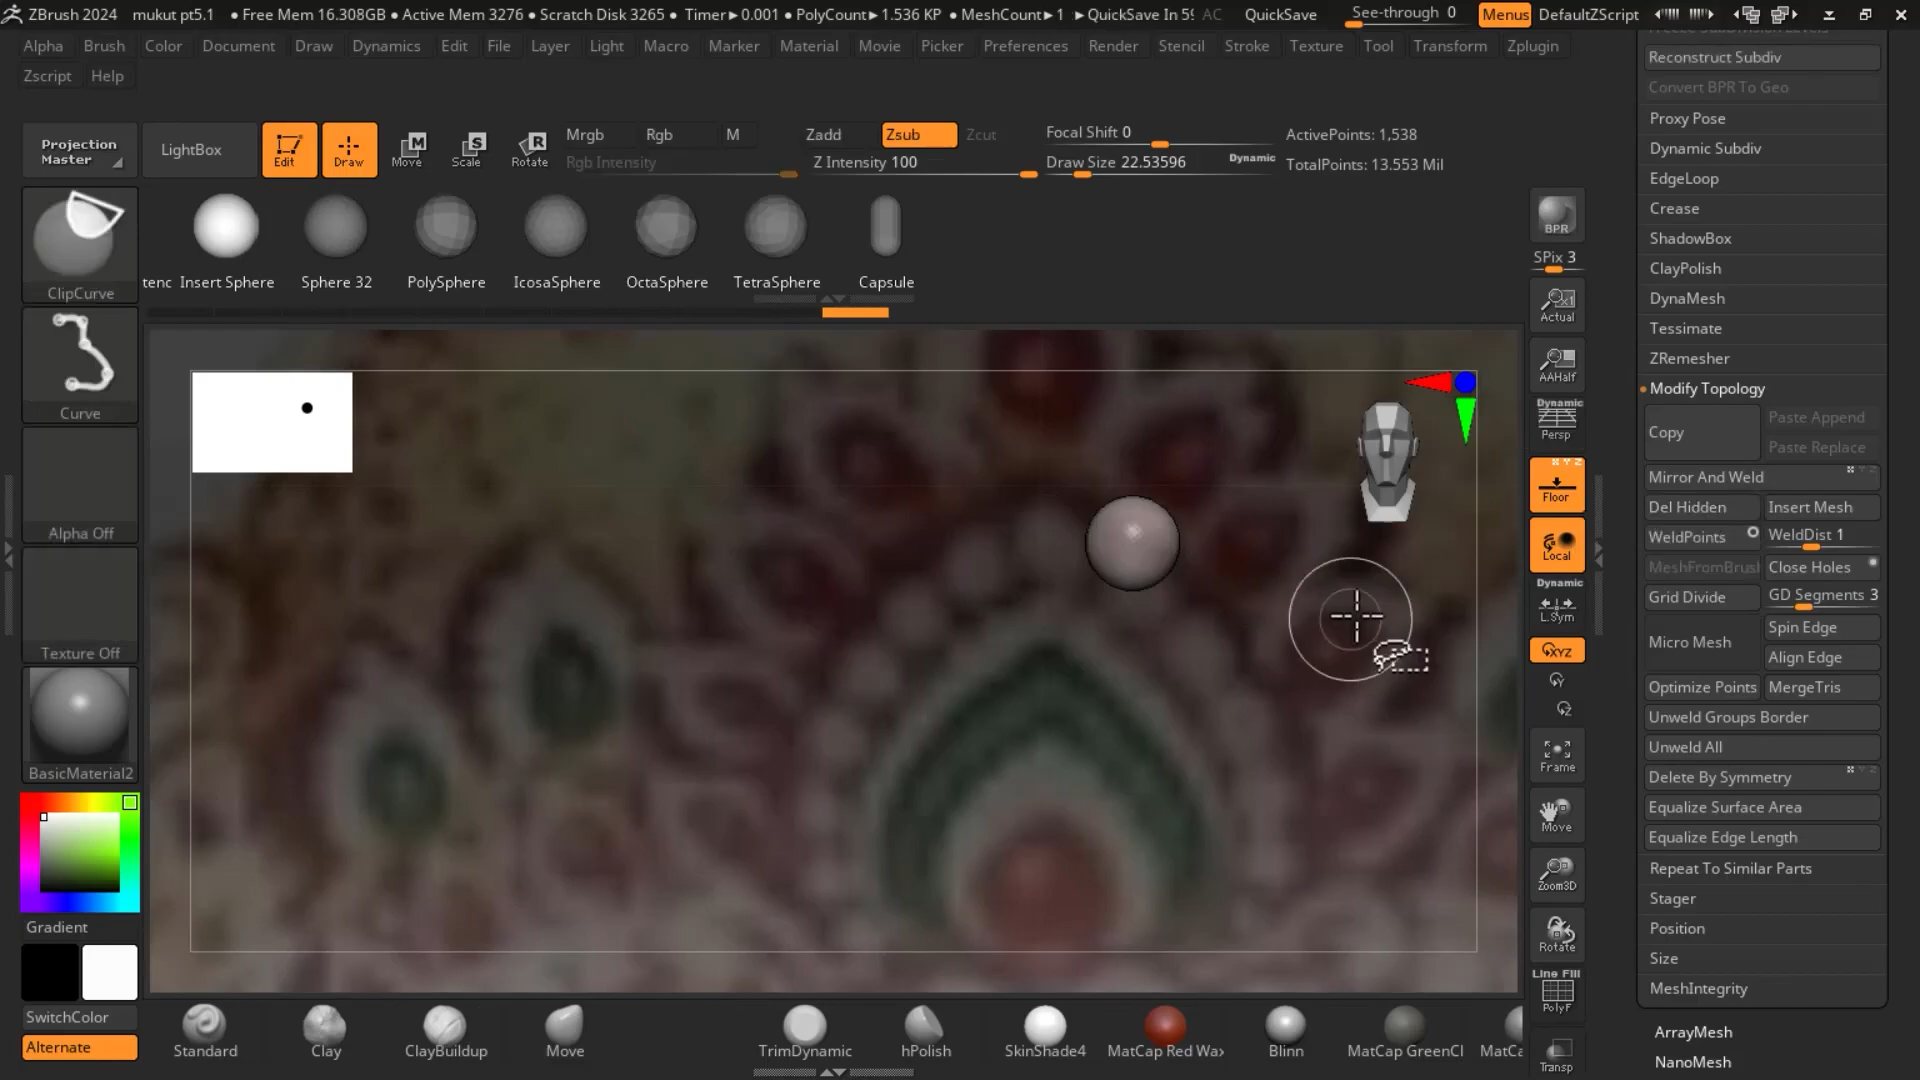 ZBrush 2024 mukut pt5.1 ● Free Mem 16.308GB ● Active Mem 3276 ● Scratch Disk 3265 ● Timer►0.001 ● PolyCount►1.536 KP ● MeshCount►1 ►QuickSave In 59 AC QuickSave See-through 0 Menus DefaultZScript
Alpha Brush Color Document Draw Dynamics Edit File Layer Light Macro Marker Material Movie Picker Preferences Render Stencil Stroke Texture Tool Transform Zplugin
Zscript Help
Projection Master
LightBox
Edit
Draw
Move
Scale
Rotate
Mrgb Rgb M
Rgb Intensity
Zadd Zsub Zcut
Z Intensity 100
Focal Shift 0
Draw Size 22.53596 Dynamic
ActivePoints: 1,538
TotalPoints: 13.553 Mil
ClipCurve
Curve
Alpha Off
Texture Off
BasicMaterial2
Gradient
SwitchColor
Alternate
tenc Insert Sphere Sphere 32 PolySphere IcosaSphere OctaSphere TetraSphere Capsule
BPR
SPix 3
Actual
AAHalf
Dynamic
Persp
Floor
Local
Dynamic
L.Sym
XYZ
Y
Z
Frame
Move
Zoom3D
Rotate
Line Fill
PolyF
Transp
Freeze Subdivision Levels
Reconstruct Subdiv
Convert BPR To Geo
Proxy Pose
Dynamic Subdiv
EdgeLoop
Crease
ShadowBox
ClayPolish
DynaMesh
Tessimate
ZRemesher
Modify Topology
Copy
Paste Append
Paste Replace
Mirror And Weld
Del Hidden Insert Mesh
WeldPoints WeldDist 1
MeshFromBrush Close Holes
Grid Divide GD Segments 3
Micro Mesh
Spin Edge
Align Edge
Optimize Points MergeTris
Unweld Groups Border
Unweld All
Delete By Symmetry
Equalize Surface Area
Equalize Edge Length
Repeat To Similar Parts
Stager
Position
Size
MeshIntegrity
ArrayMesh
NanoMesh
Standard Clay ClayBuildup Move TrimDynamic hPolish SkinShade4 MatCap Red Wax Blinn MatCap GreenCl MatCa